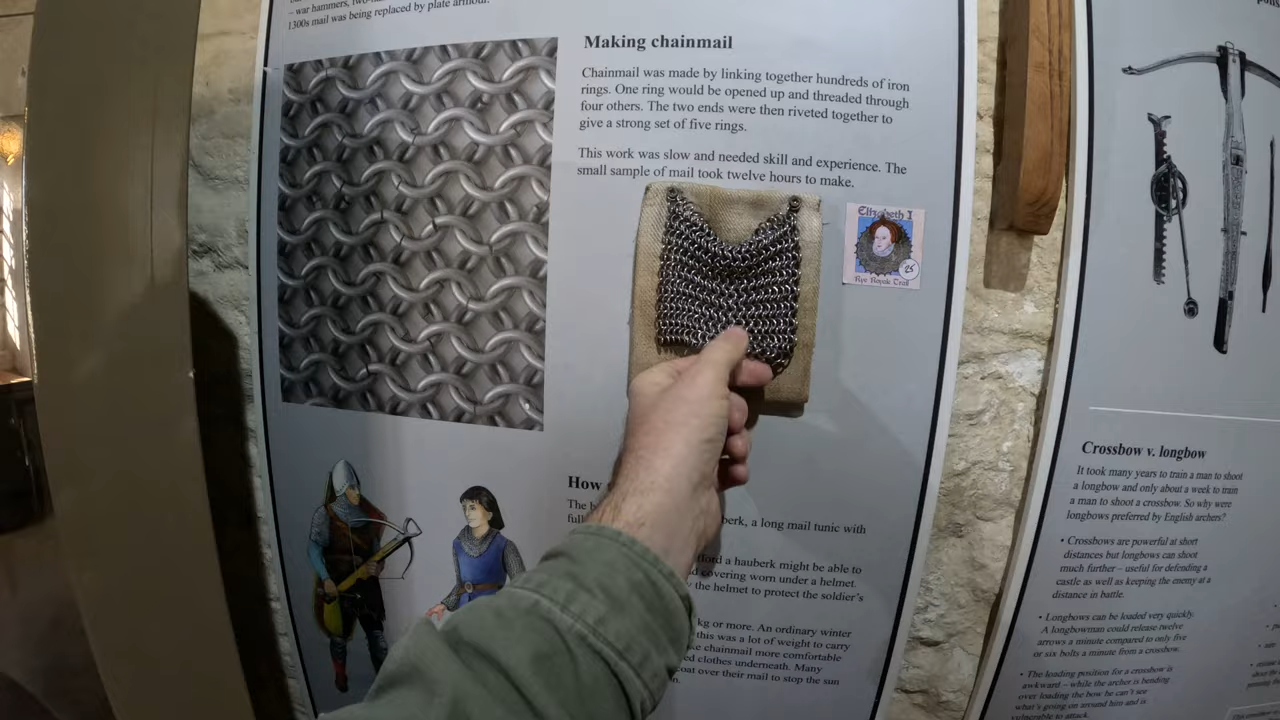 – war hammers,
1300s mail was being replaced by plate armour.
Making chainmail
Chainmail was made by linking together hundreds of iron
rings. One ring would be opened up and threaded through
four others. The two ends were then riveted together to
give a strong set of five rings.
This work was slow and needed skill and experience. The
small sample of mail took twelve hours to make.
Elizabeth I
25
Rye Royals Trail
How
The
berk, a long mail tunic with
full
ford a hauberk might be able to
covering worn under a helmet.
the helmet to protect the soldier's
kg or more. An ordinary winter
this was a lot of weight to carry
ke chainmail more comfortable
ed clothes underneath. Many
coat over their mail to stop the sun
Crossbow v. longbow
It took many years to train a man to shoot
a longbow and only about a week to train
a man to shoot a crossbow. So why were
longbows preferred by English archers?
• Crossbows are powerful at short
distances but longbows can shoot
much further – useful for defending a
castle as well as keeping the enemy at a
distance in battle.
• Longbows can be loaded very quickly.
A longbowman could release twelve
arrows a minute compared to only five
or six bolts a minute from a crossbow.
• The loading position for a crossbow is
awkward – while the archer is bending
over loading the bow he can't see
what's going on around him and is
vulnerable to attack.